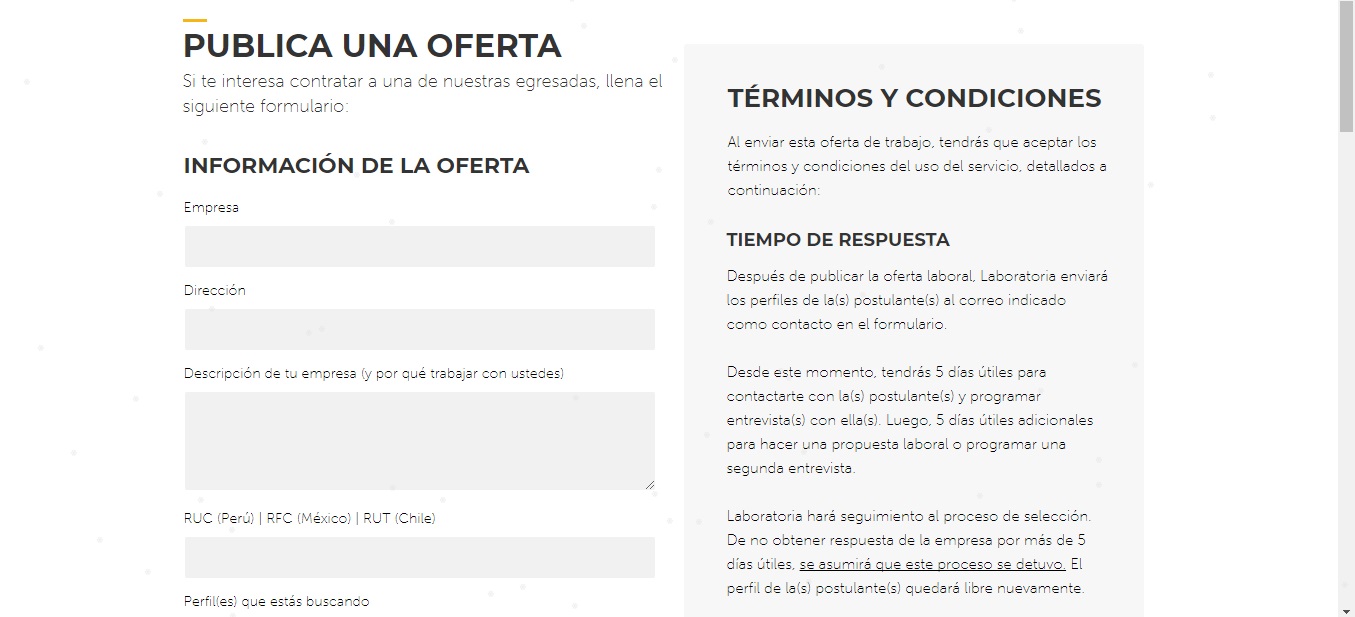 PUBLICA UNA OFERTA
Si te interesa contratar a una de nuestras egresadas, llena el
siguiente formulario:
INFORMACIÓN DE LA OFERTA
Empresa
Dirección
Descripción de tu empresa (y por qué trabajar con ustedes)
RUC (Perú) | RFC (México) | RUT (Chile)
Perfil(es) que estás buscando
TÉRMINOS Y CONDICIONES
Al enviar esta oferta de trabajo, tendrás que aceptar los
términos y condiciones del uso del servicio, detallados a
continuación:
TIEMPO DE RESPUESTA
Después de publicar la oferta laboral, Laboratoria enviará
los perfiles de la(s) postulante(s) al correo indicado
como contacto en el formulario.
Desde este momento, tendrás 5 días útiles para
contactarte con la(s) postulante(s) y programar
entrevista(s) con ella(s). Luego, 5 días útiles adicionales
para hacer una propuesta laboral o programar una
segunda entrevista.
Laboratoria hará seguimiento al proceso de selección.
De no obtener respuesta de la empresa por más de 5
días útiles, se asumirá que este proceso se detuvo. El
perfil de la(s) postulante(s) quedará libre nuevamente.